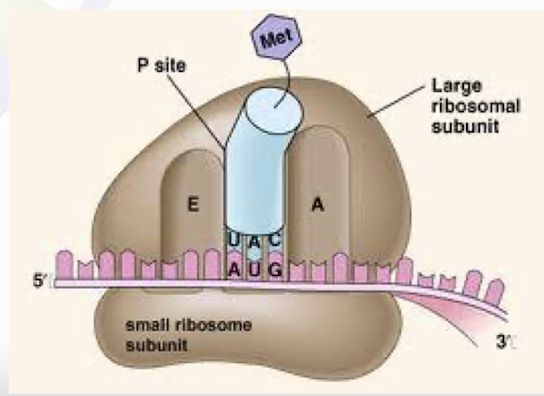 Met
P site
Large
ribosomal
subunit
E
A
U A C
A U G
5'
small ribosome
subunit
3'